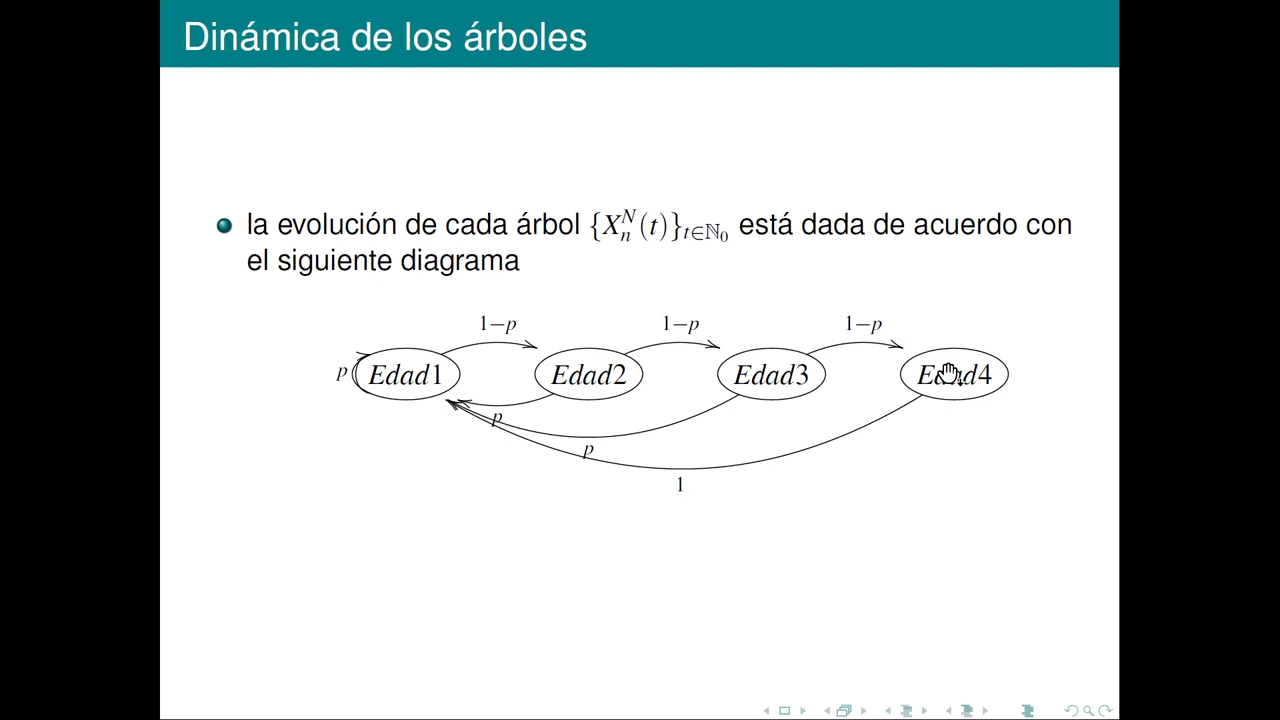 Dinámica de los árboles
la evolución de cada árbol {X_n^N(t)}_{t∈ℕ_0} está dada de acuerdo con
el siguiente diagrama
1−p 1−p 1−p
p Edad1 Edad2 Edad3 Edad4
p
p
1